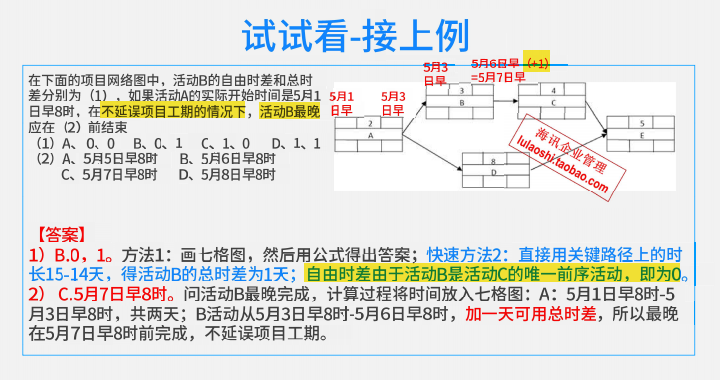 试试看-接上例
在下面的项目网络图中，活动B的自由时差和总时
差分别为（1），如果活动A的实际开始时间是5月1
日早8时，在不延误项目工期的情况下，活动B最晚
应在（2）前结束
（1）A、0、0 B、0、1 C、1、0 D、1、1
（2）A、5月5日早8时 B、5月6日早8时
C、5月7日早8时 D、5月8日早8时
5月1
日早
5月3
日早
5月3
日早
5月6日早（+1）
=5月7日早
2
A
3
B
4
C
8
D
5
E
海讯企业管理
lulaoshi.taobao.com
【答案】
1）B.0，1。方法1：画七格图，然后用公式得出答案；快速方法2：直接用关键路径上的时
长15-14天，得活动B的总时差为1天；自由时差由于活动B是活动C的唯一前序活动，即为0。
2） C.5月7日早8时。问活动B最晚完成，计算过程将时间放入七格图：A：5月1日早8时-5
月3日早8时，共两天；B活动从5月3日早8时-5月6日早8时，加一天可用总时差，所以最晚
在5月7日早8时前完成，不延误项目工期。